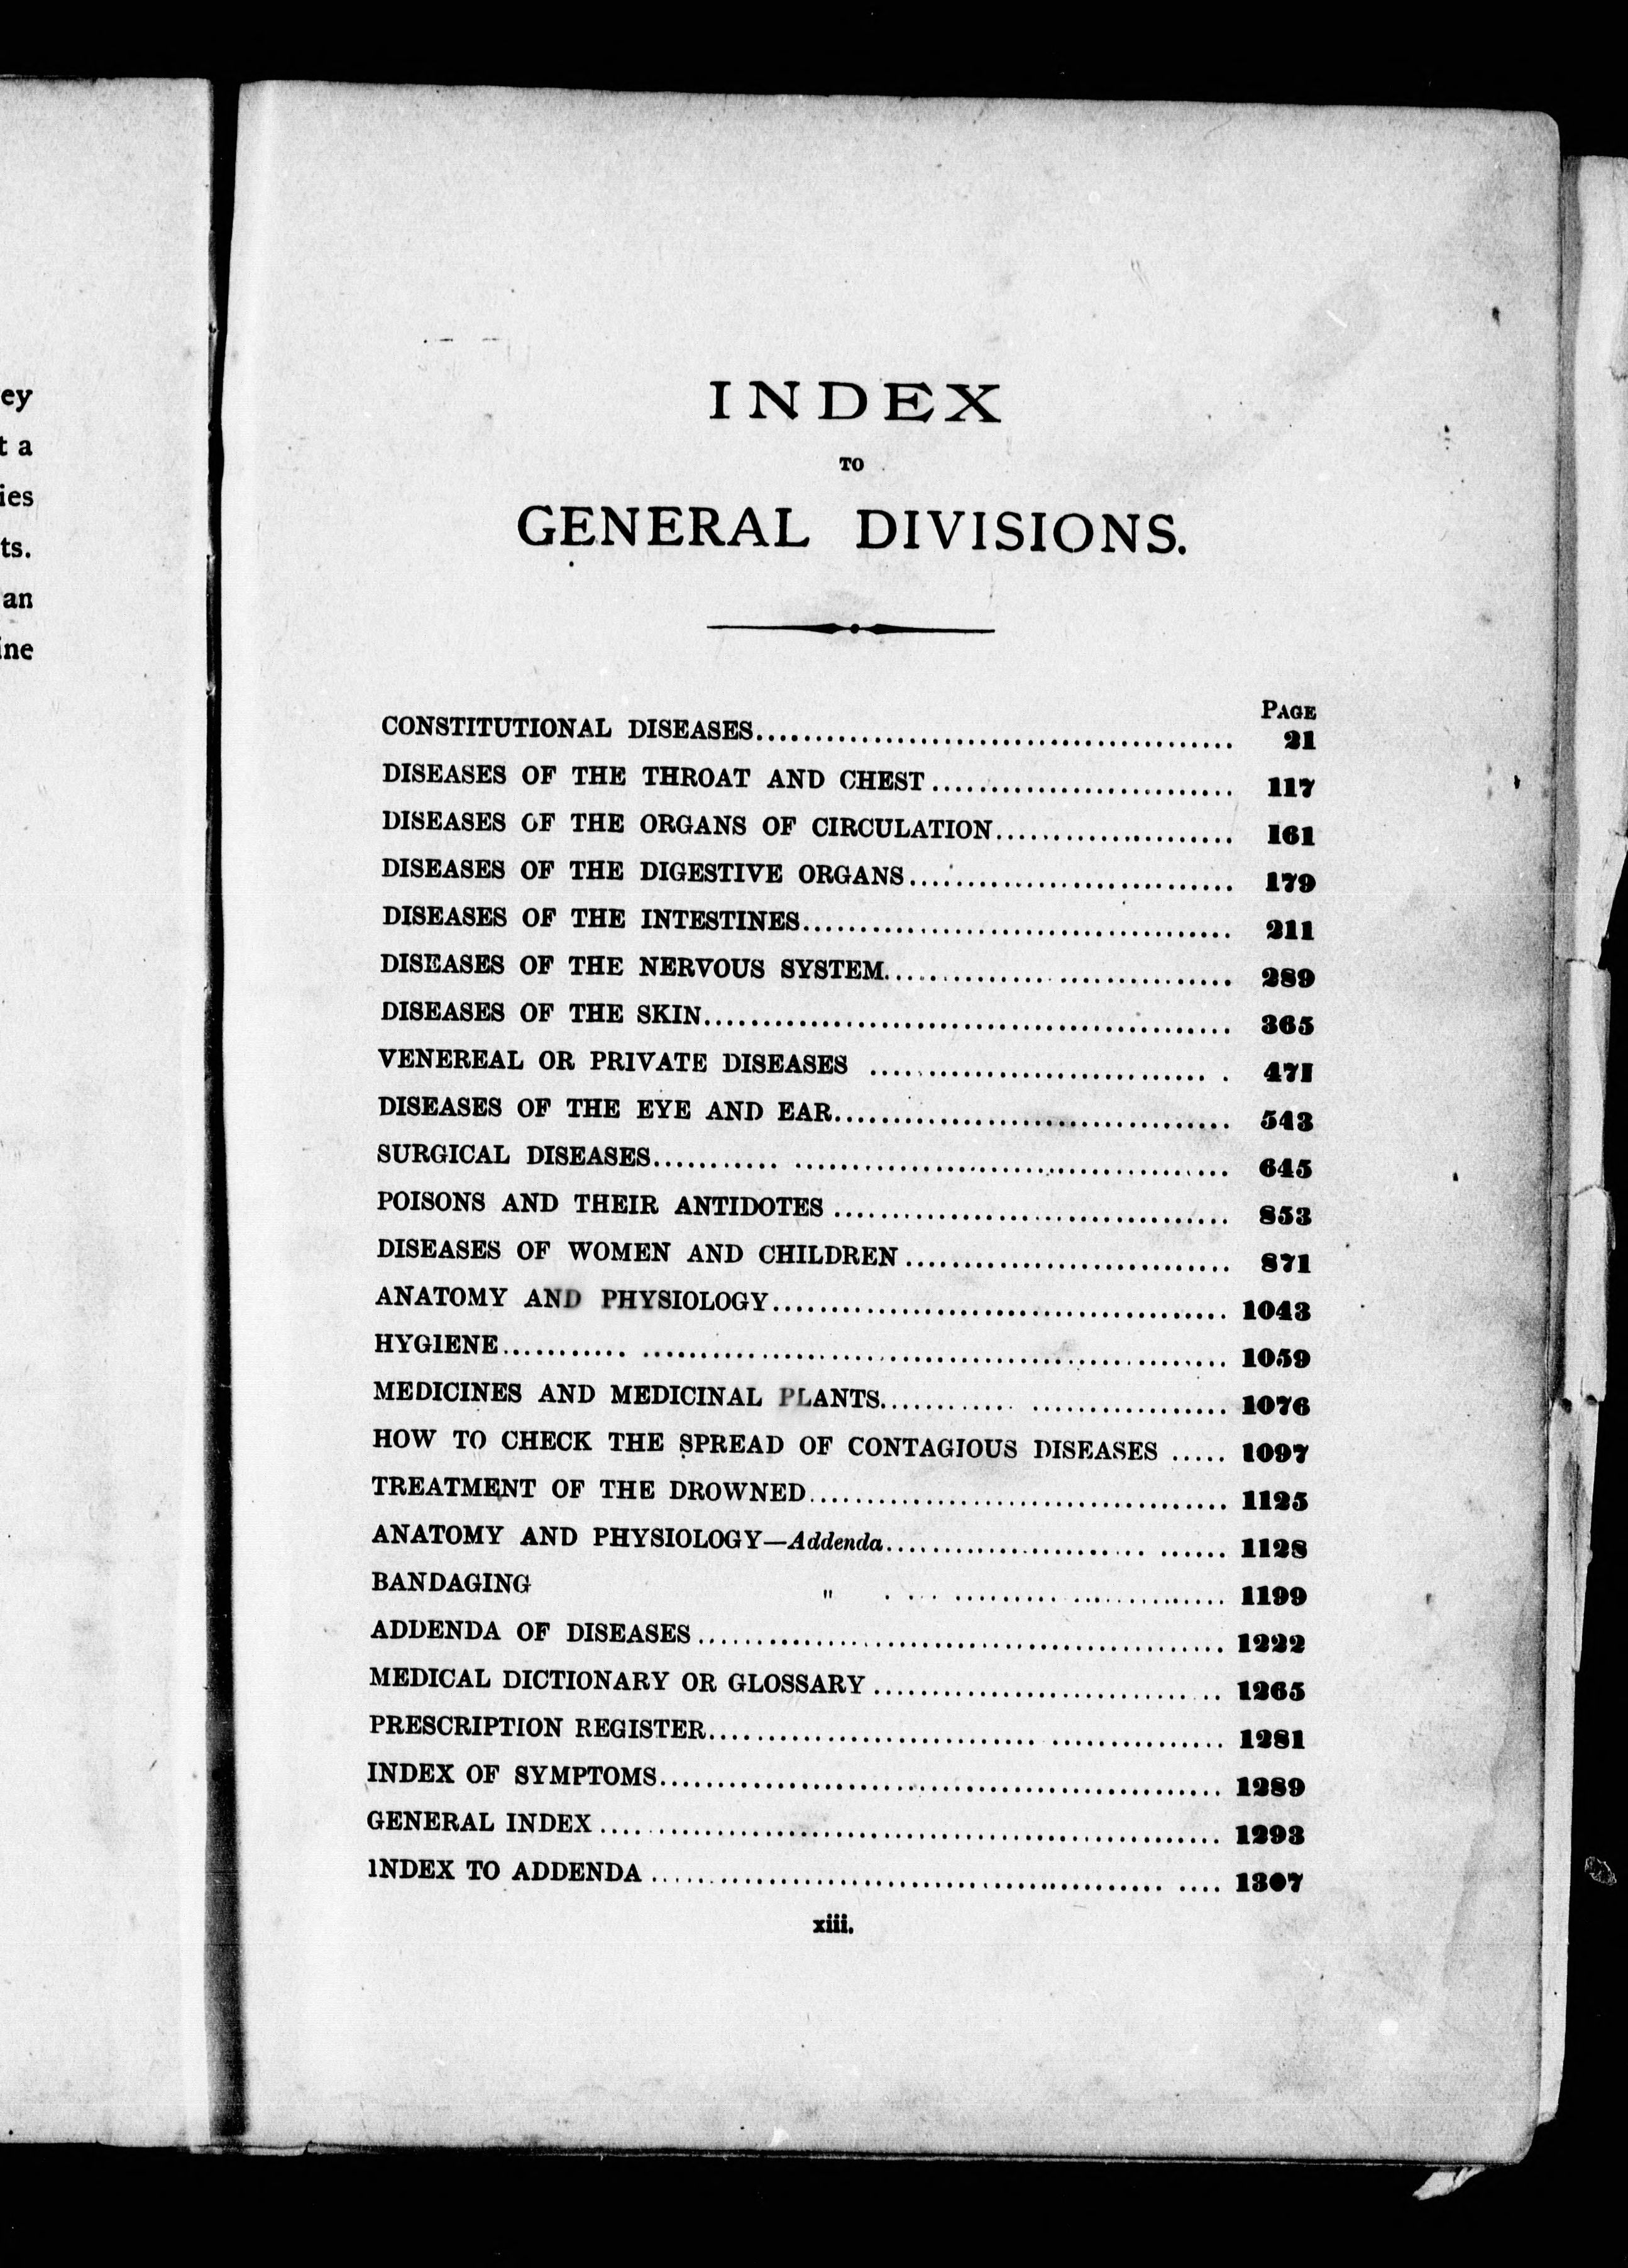 ey
t a
ies
ts.
an
ine
INDEX
TO
GENERAL DIVISIONS.
PAGE
CONSTITUTIONAL DISEASES........................................ 21
DISEASES OF THE THROAT AND CHEST.......................... 117
DISEASES OF THE ORGANS OF CIRCULATION.................... 161
DISEASES OF THE DIGESTIVE ORGANS............................ 179
DISEASES OF THE INTESTINES.................................... 211
DISEASES OF THE NERVOUS SYSTEM............................. 289
DISEASES OF THE SKIN............................................ 365
VENEREAL OR PRIVATE DISEASES ............................. 471
DISEASES OF THE EYE AND EAR.................................. 543
SURGICAL DISEASES................................................ 645
POISONS AND THEIR ANTIDOTES .................................. 853
DISEASES OF WOMEN AND CHILDREN............................ 871
ANATOMY AND PHYSIOLOGY....................................... 1043
HYGIENE............................................................. 1059
MEDICINES AND MEDICINAL PLANTS............................. 1076
HOW TO CHECK THE SPREAD OF CONTAGIOUS DISEASES ..... 1097
TREATMENT OF THE DROWNED.................................... 1125
ANATOMY AND PHYSIOLOGY—Addenda............................. 1128
BANDAGING " ............................. 1199
ADDENDA OF DISEASES............................................. 1222
MEDICAL DICTIONARY OR GLOSSARY.............................. 1265
PRESCRIPTION REGISTER............................................ 1281
INDEX OF SYMPTOMS................................................ 1289
GENERAL INDEX..................................................... 1293
INDEX TO ADDENDA................................................. 1307
xiii.